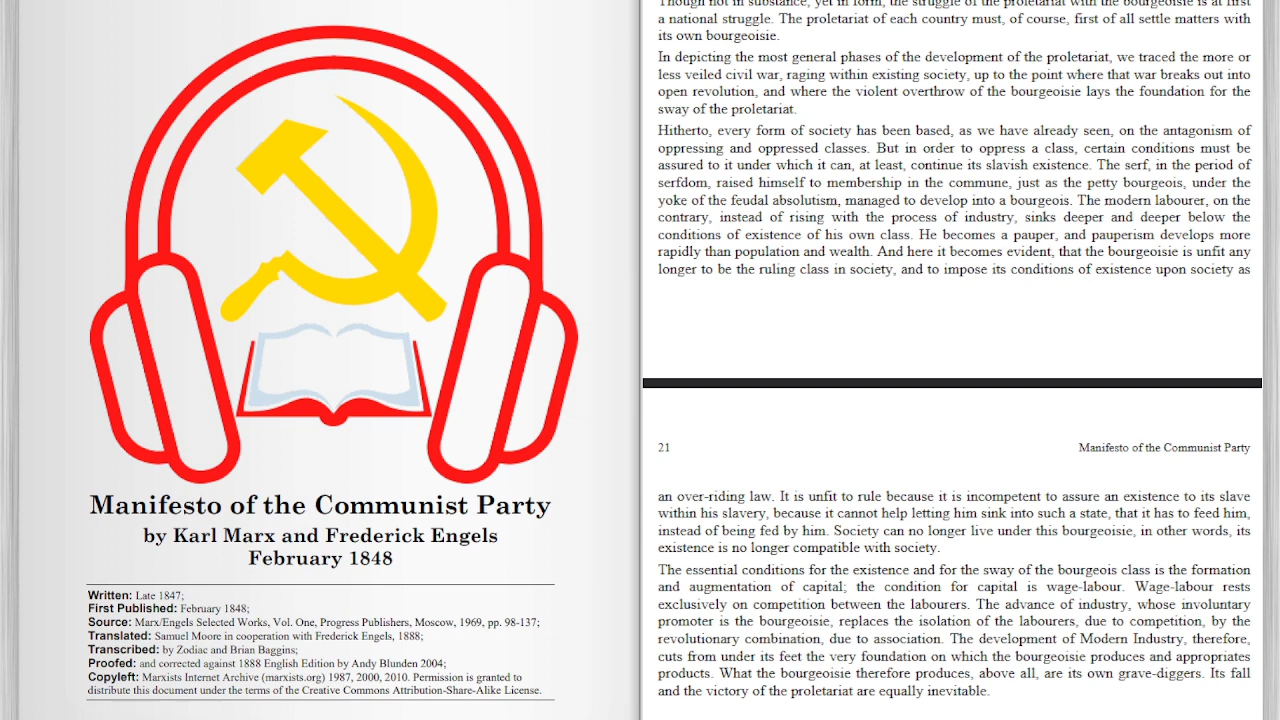 Manifesto of the Communist Party
by Karl Marx and Frederick Engels
February 1848
Written: Late 1847;
First Published: February 1848;
Source: Marx/Engels Selected Works, Vol. One, Progress Publishers, Moscow, 1969, pp. 98-137;
Translated: Samuel Moore in cooperation with Frederick Engels, 1888;
Transcribed: by Zodiac and Brian Baggins;
Proofed: and corrected against 1888 English Edition by Andy Blunden 2004;
Copyleft: Marxists Internet Archive (marxists.org) 1987, 2000, 2010. Permission is granted to
distribute this document under the terms of the Creative Commons Attribution-Share-Alike License.
Though not in substance, yet in form, the struggle of the proletariat with the bourgeoisie is at first
a national struggle. The proletariat of each country must, of course, first of all settle matters with
its own bourgeoisie.
In depicting the most general phases of the development of the proletariat, we traced the more or
less veiled civil war, raging within existing society, up to the point where that war breaks out into
open revolution, and where the violent overthrow of the bourgeoisie lays the foundation for the
sway of the proletariat.
Hitherto, every form of society has been based, as we have already seen, on the antagonism of
oppressing and oppressed classes. But in order to oppress a class, certain conditions must be
assured to it under which it can, at least, continue its slavish existence. The serf, in the period of
serfdom, raised himself to membership in the commune, just as the petty bourgeois, under the
yoke of the feudal absolutism, managed to develop into a bourgeois. The modern labourer, on the
contrary, instead of rising with the process of industry, sinks deeper and deeper below the
conditions of existence of his own class. He becomes a pauper, and pauperism develops more
rapidly than population and wealth. And here it becomes evident, that the bourgeoisie is unfit any
longer to be the ruling class in society, and to impose its conditions of existence upon society as
21 Manifesto of the Communist Party
an over-riding law. It is unfit to rule because it is incompetent to assure an existence to its slave
within his slavery, because it cannot help letting him sink into such a state, that it has to feed him,
instead of being fed by him. Society can no longer live under this bourgeoisie, in other words, its
existence is no longer compatible with society.
The essential conditions for the existence and for the sway of the bourgeois class is the formation
and augmentation of capital; the condition for capital is wage-labour. Wage-labour rests
exclusively on competition between the labourers. The advance of industry, whose involuntary
promoter is the bourgeoisie, replaces the isolation of the labourers, due to competition, by the
revolutionary combination, due to association. The development of Modern Industry, therefore,
cuts from under its feet the very foundation on which the bourgeoisie produces and appropriates
products. What the bourgeoisie therefore produces, above all, are its own grave-diggers. Its fall
and the victory of the proletariat are equally inevitable.